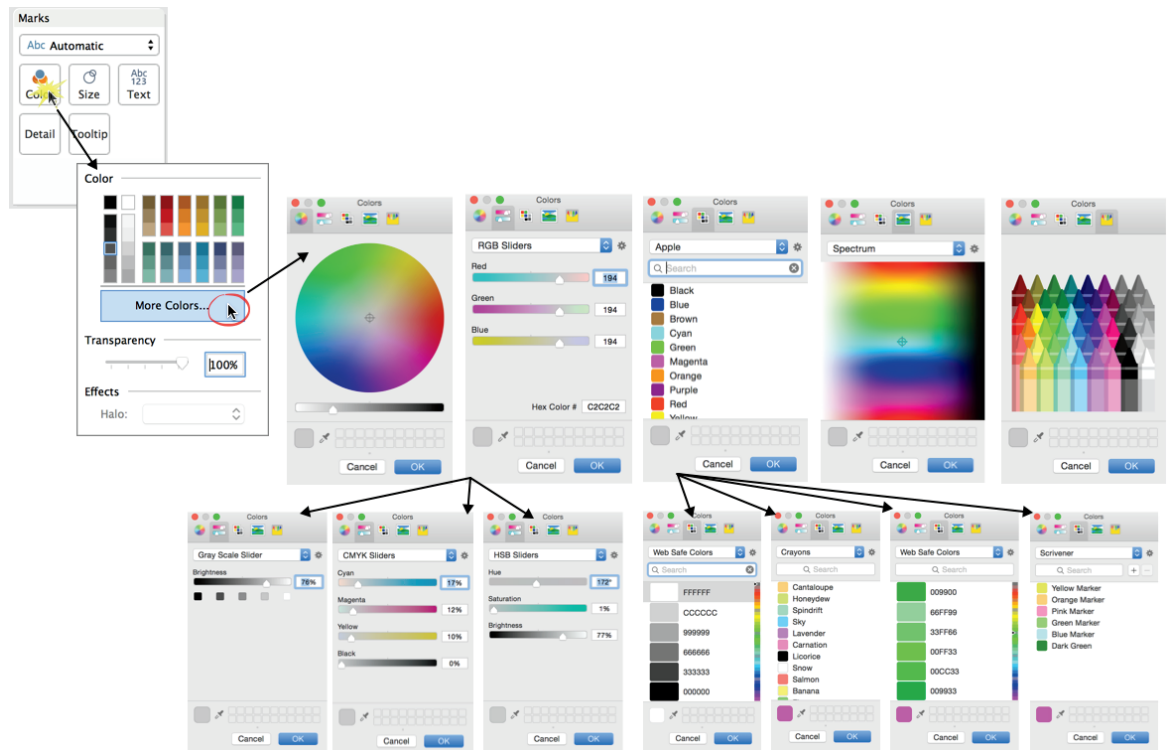 Marks
Abc Automatic
Color
Size
Abc
123
Text
Detail
Tooltip
Color
More Colors...
Transparency
100%
Effects
Halo:
Colors
Cancel
OK
Colors
RGB Sliders
Red
194
Green
194
Blue
194
Hex Color # C2C2C2
Cancel
OK
Colors
Apple
Search
Black
Blue
Brown
Cyan
Green
Magenta
Orange
Purple
Red
Yellow
Cancel
OK
Colors
Spectrum
Cancel
OK
Colors
Cancel
OK
Colors
Gray Scale Slider
Brightness
76%
Cancel
OK
Colors
CMYK Sliders
Cyan
17%
Magenta
12%
Yellow
10%
Black
0%
Cancel
OK
Colors
HSB Sliders
Hue
172°
Saturation
1%
Brightness
77%
Cancel
OK
Colors
Web Safe Colors
Search
FFFFFF
CCCCCC
999999
666666
333333
000000
Cancel
OK
Colors
Crayons
Search
Cantaloupe
Honeydew
Spindrift
Sky
Lavender
Carnation
Licorice
Snow
Salmon
Banana
Cancel
OK
Colors
Web Safe Colors
Search
009900
66FF99
33FF66
00FF33
00CC33
009933
Cancel
OK
Colors
Scrivener
Search
Yellow Marker
Orange Marker
Pink Marker
Green Marker
Blue Marker
Dark Green
Cancel
OK